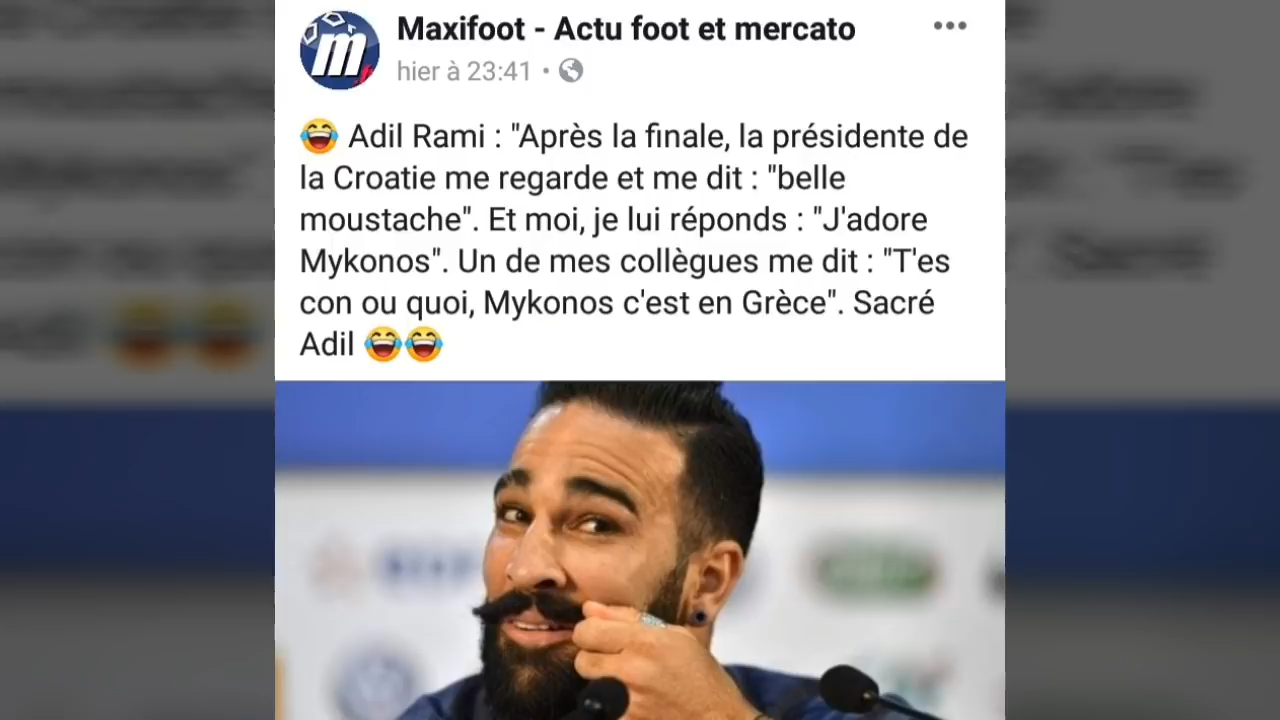 m
Maxifoot - Actu foot et mercato
hier à 23:41
😂 Adil Rami : "Après la finale, la présidente de
la Croatie me regarde et me dit : "belle
moustache". Et moi, je lui réponds : "J'adore
Mykonos". Un de mes collègues me dit : "T'es
con ou quoi, Mykonos c'est en Grèce". Sacré
Adil 😂😂